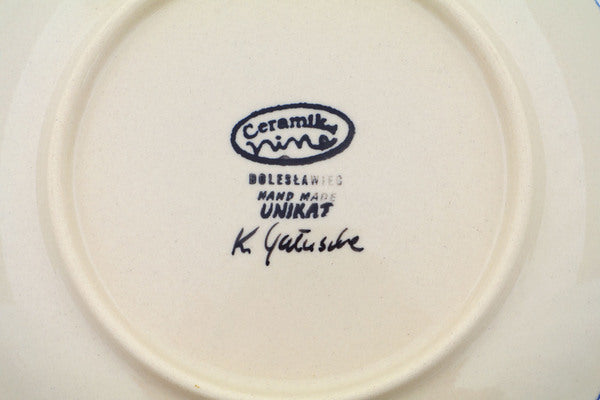 Ceramika
nina
BOLESŁAWIEC
HAND MADE
UNIKAT
K.